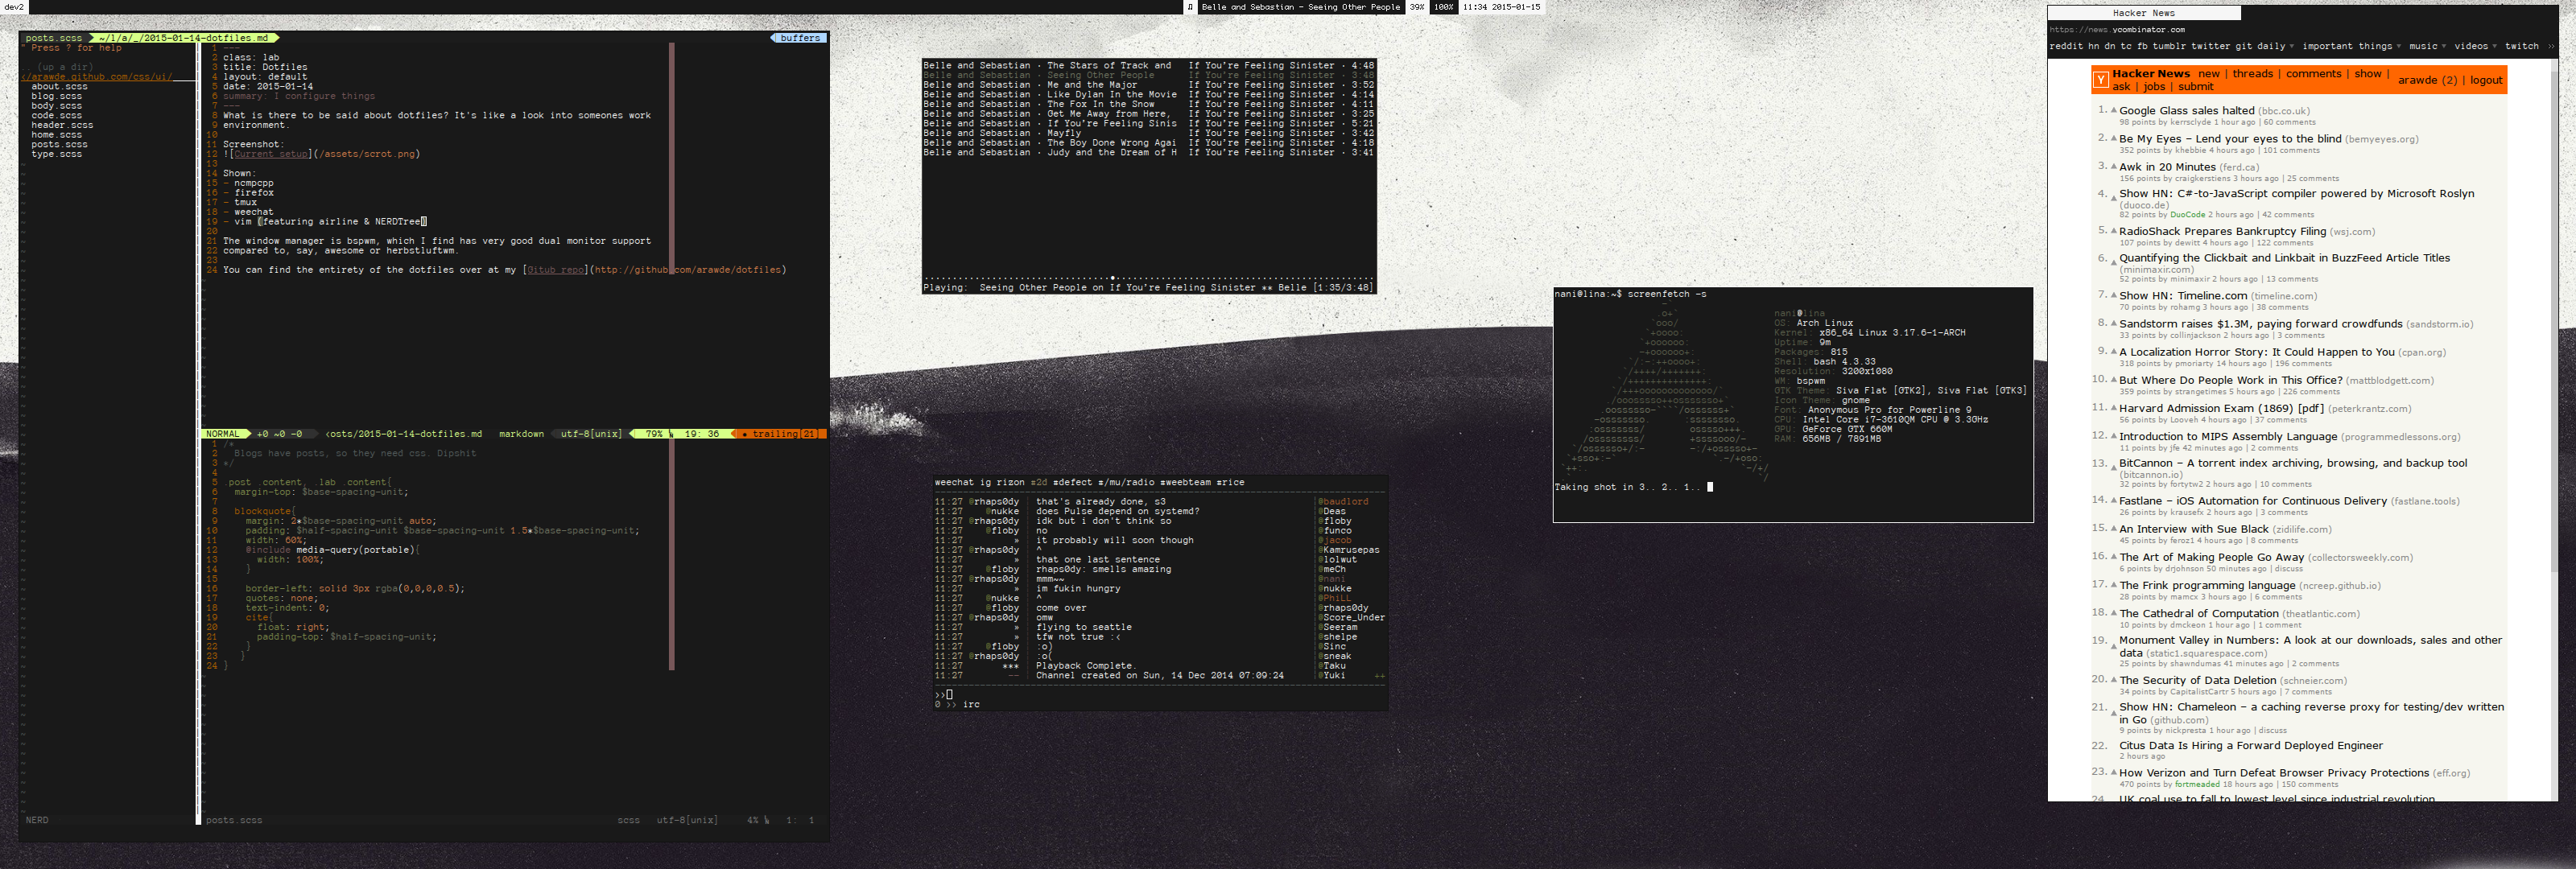 dev2
♫ Belle and Sebastian - Seeing Other People 39% 100% 11:34 2015-01-15
posts.scss ~/l/a/_/2015-01-14-dotfiles.md buffers
" Press ? for help
.. (up a dir)
</arawde.github.com/css/ui/
about.scss
blog.scss
body.scss
code.scss
header.scss
home.scss
posts.scss
type.scss
NERD
1 ---
2 class: lab
3 title: Dotfiles
4 layout: default
5 date: 2015-01-14
6 summary: I configure things
7 ---
8 What is there to be said about dotfiles? It's like a look into someones work
9 environment.
10
11 Screenshot:
12 ![Current setup](/assets/scrot.png)
13
14 Shown:
15 - ncmpcpp
16 - firefox
17 - tmux
18 - weechat
19 - vim (featuring airline & NERDTree)
20
21 The window manager is bspwm, which I find has very good dual monitor support
22 compared to, say, awesome or herbstluftwm.
23
24 You can find the entirety of the dotfiles over at my [Gitub repo](http://github.com/arawde/dotfiles)
NORMAL +0 ~0 -0 <osts/2015-01-14-dotfiles.md markdown utf-8[unix] 79% 19: 36 trailing[21]
1 /*
2 Blogs have posts, so they need css. Dipshit
3 */
4
5 .post .content, .lab .content{
6 margin-top: $base-spacing-unit;
7
8 blockquote{
9 margin: 2*$base-spacing-unit auto;
10 padding: $half-spacing-unit $base-spacing-unit 1.5*$base-spacing-unit;
11 width: 60%;
12 @include media-query(portable){
13 width: 100%;
14 }
15
16 border-left: solid 3px rgba(0,0,0,0.5);
17 quotes: none;
18 text-indent: 0;
19 cite{
20 float: right;
21 padding-top: $half-spacing-unit;
22 }
23 }
24 }
posts.scss scss utf-8[unix] 4% 1: 1
Belle and Sebastian · The Stars of Track and If You're Feeling Sinister · 4:48
Belle and Sebastian · Seeing Other People If You're Feeling Sinister · 3:48
Belle and Sebastian · Me and the Major If You're Feeling Sinister · 3:52
Belle and Sebastian · Like Dylan In the Movie If You're Feeling Sinister · 4:14
Belle and Sebastian · The Fox In the Snow If You're Feeling Sinister · 4:11
Belle and Sebastian · Get Me Away from Here, If You're Feeling Sinister · 3:25
Belle and Sebastian · If You're Feeling Sinis If You're Feeling Sinister · 5:21
Belle and Sebastian · Mayfly If You're Feeling Sinister · 3:42
Belle and Sebastian · The Boy Done Wrong Agai If You're Feeling Sinister · 4:18
Belle and Sebastian · Judy and the Dream of H If You're Feeling Sinister · 3:41
Playing: Seeing Other People on If You're Feeling Sinister ** Belle [1:35/3:48]
weechat ig rizon #2d #defect #/mu/radio #weebteam #rice
11:27 @rhaps0dy that's already done, s3 @baudlord
11:27 @nukke does Pulse depend on systemd? @Deas
11:27 @rhaps0dy idk but i don't think so @floby
11:27 @floby no @funco
11:27 » it probably will soon though @jacob
11:27 @rhaps0dy ^ @Kamrusepas
11:27 » that one last sentence @lolwut
11:27 @floby rhaps0dy: smells amazing @meCh
11:27 @rhaps0dy mmm~~ @nani
11:27 » im fukin hungry @nukke
11:27 @nukke ^ @PhiLL
11:27 @floby come over @rhaps0dy
11:27 @rhaps0dy omw @Score_Under
11:27 » flying to seattle @Seeram
11:27 » tfw not true :< @shelpe
11:27 @floby :o) @Sinc
11:27 @rhaps0dy :o( @sneak
11:27 *** Playback Complete. @Taku
11:27 -- Channel created on Sun, 14 Dec 2014 07:09:24 @Yuki ++
>>
0 >> irc
nani@lina:~$ screenfetch -s
nani@lina
OS: Arch Linux
Kernel: x86_64 Linux 3.17.6-1-ARCH
Uptime: 9m
Packages: 815
Shell: bash 4.3.33
Resolution: 3200x1080
WM: bspwm
GTK Theme: Siva Flat [GTK2], Siva Flat [GTK3]
Icon Theme: gnome
Font: Anonymous Pro for Powerline 9
CPU: Intel Core i7-3610QM CPU @ 3.3GHz
GPU: GeForce GTX 660M
RAM: 656MB / 7891MB
Taking shot in 3.. 2.. 1..
Hacker News
https://news.ycombinator.com
reddit hn dn tc fb tumblr twitter git daily important things music videos twitch »
Y Hacker News new | threads | comments | show |
ask | jobs | submit
arawde (2) | logout
1. Google Glass sales halted (bbc.co.uk)
98 points by kerrsclyde 1 hour ago | 60 comments
2. Be My Eyes – Lend your eyes to the blind (bemyeyes.org)
352 points by khebbie 4 hours ago | 101 comments
3. Awk in 20 Minutes (ferd.ca)
156 points by craigkerstiens 3 hours ago | 25 comments
4. Show HN: C#-to-JavaScript compiler powered by Microsoft Roslyn
(duoco.de)
82 points by DuoCode 2 hours ago | 42 comments
5. RadioShack Prepares Bankruptcy Filing (wsj.com)
107 points by dewitt 4 hours ago | 122 comments
6. Quantifying the Clickbait and Linkbait in BuzzFeed Article Titles
(minimaxir.com)
52 points by minimaxir 2 hours ago | 13 comments
7. Show HN: Timeline.com (timeline.com)
70 points by rohamg 3 hours ago | 38 comments
8. Sandstorm raises $1.3M, paying forward crowdfunds (sandstorm.io)
33 points by collinjackson 2 hours ago | 3 comments
9. A Localization Horror Story: It Could Happen to You (cpan.org)
318 points by pmoriarty 14 hours ago | 196 comments
10. But Where Do People Work in This Office? (mattblodgett.com)
359 points by strangetimes 5 hours ago | 226 comments
11. Harvard Admission Exam (1869) [pdf] (peterkrantz.com)
56 points by Looveh 4 hours ago | 37 comments
12. Introduction to MIPS Assembly Language (programmedlessons.org)
11 points by jfe 42 minutes ago | 2 comments
13. BitCannon – A torrent index archiving, browsing, and backup tool
(bitcannon.io)
32 points by fortytw2 2 hours ago | 10 comments
14. Fastlane – iOS Automation for Continuous Delivery (fastlane.tools)
26 points by krausefx 2 hours ago | 3 comments
15. An Interview with Sue Black (zidilife.com)
45 points by feroz1 4 hours ago | 8 comments
16. The Art of Making People Go Away (collectorsweekly.com)
6 points by drjohnson 50 minutes ago | discuss
17. The Frink programming language (ncreep.github.io)
28 points by mamcx 3 hours ago | 6 comments
18. The Cathedral of Computation (theatlantic.com)
10 points by dmckeon 1 hour ago | 1 comment
19. Monument Valley in Numbers: A look at our downloads, sales and other
data (static1.squarespace.com)
25 points by shawndumas 41 minutes ago | 2 comments
20. The Security of Data Deletion (schneier.com)
34 points by CapitalistCartr 5 hours ago | 7 comments
21. Show HN: Chameleon – a caching reverse proxy for testing/dev written
in Go (github.com)
9 points by nickpresta 1 hour ago | discuss
22. Citus Data Is Hiring a Forward Deployed Engineer
2 hours ago
23. How Verizon and Turn Defeat Browser Privacy Protections (eff.org)
470 points by fortmeaded 18 hours ago | 150 comments
24. UK coal use to fall to lowest level since industrial revolution